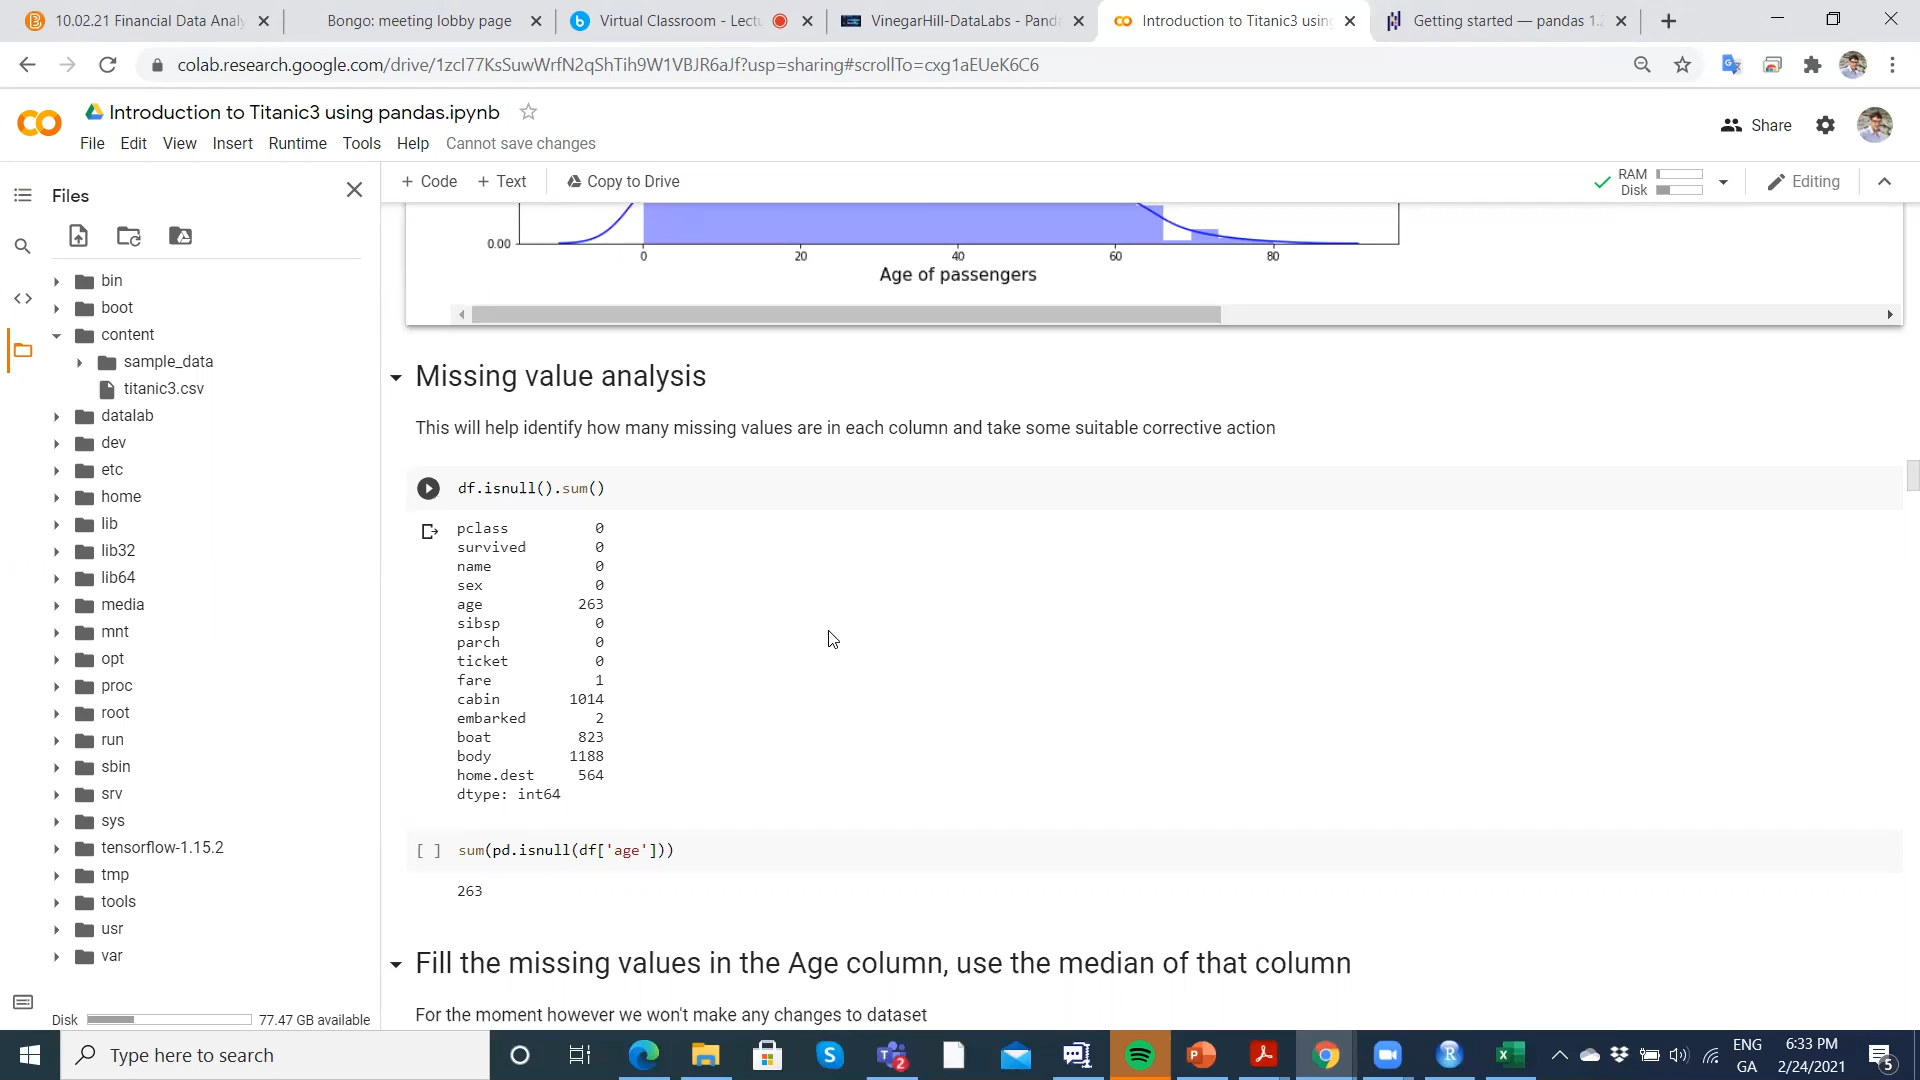 10.02.21 Financial Data Analy
Bongo: meeting lobby page
Virtual Classroom - Lectu
VinegarHill-DataLabs - Panda
Introduction to Titanic3 using
Getting started — pandas 1.2
colab.research.google.com/drive/1zcI77KsSuwWrfN2qShTih9W1VBJR6aJf?usp=sharing#scrollTo=cxg1aEUeK6C6
Introduction to Titanic3 using pandas.ipynb
File Edit View Insert Runtime Tools Help Cannot save changes
Share
Files
+ Code + Text Copy to Drive
RAM
Disk
Editing
bin
boot
content
sample_data
titanic3.csv
datalab
dev
etc
home
lib
lib32
lib64
media
mnt
opt
proc
root
run
sbin
srv
sys
tensorflow-1.15.2
tmp
tools
usr
var
Disk 77.47 GB available
0.00
0 20 40 60 80
Age of passengers
Missing value analysis
This will help identify how many missing values are in each column and take some suitable corrective action
df.isnull().sum()
pclass 0
survived 0
name 0
sex 0
age 263
sibsp 0
parch 0
ticket 0
fare 1
cabin 1014
embarked 2
boat 823
body 1188
home.dest 564
dtype: int64
[ ] sum(pd.isnull(df['age']))
263
Fill the missing values in the Age column, use the median of that column
For the moment however we won't make any changes to dataset
Type here to search
ENG
GA
6:33 PM
2/24/2021